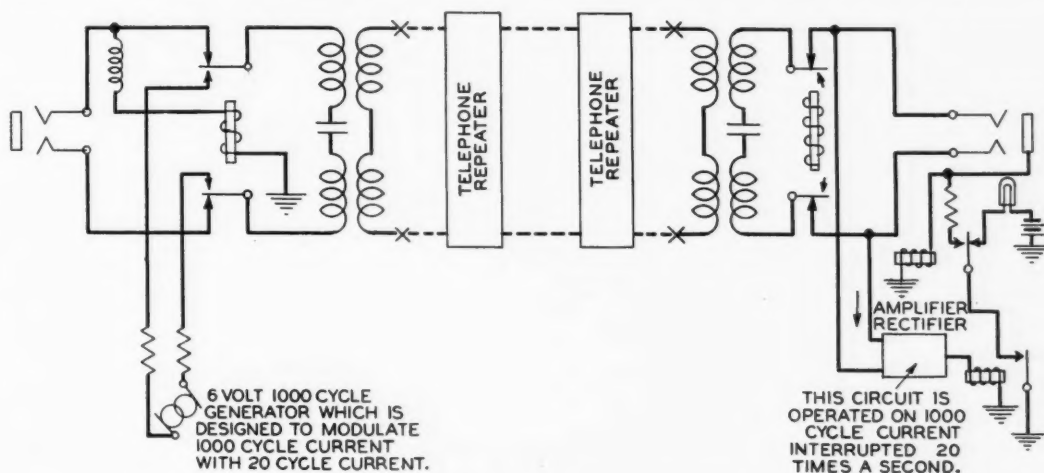 TELEPHONE
REPEATER
TELEPHONE
REPEATER
AMPLIFIER
RECTIFIER
6 VOLT 1000 CYCLE
GENERATOR WHICH IS
DESIGNED TO MODULATE
1000 CYCLE CURRENT
WITH 20 CYCLE CURRENT.
THIS CIRCUIT IS
OPERATED ON 1000
CYCLE CURRENT
INTERRUPTED 20
TIMES A SECOND.